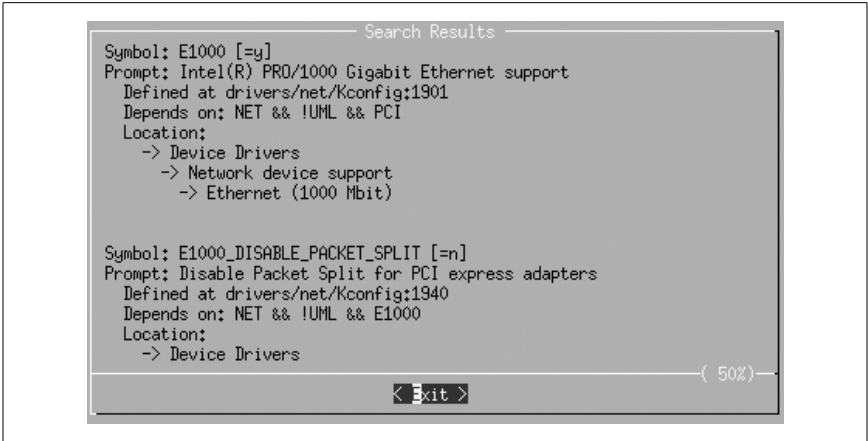 Search Results
Symbol: E1000 [=y]
Prompt: Intel(R) PRO/1000 Gigabit Ethernet support
Defined at drivers/net/Kconfig:1901
Depends on: NET && !UML && PCI
Location:
-> Device Drivers
-> Network device support
-> Ethernet (1000 Mbit)
Symbol: E1000_DISABLE_PACKET_SPLIT [=n]
Prompt: Disable Packet Split for PCI express adapters
Defined at drivers/net/Kconfig:1940
Depends on: NET && !UML && E1000
Location:
-> Device Drivers
( 50%)
< Exit >